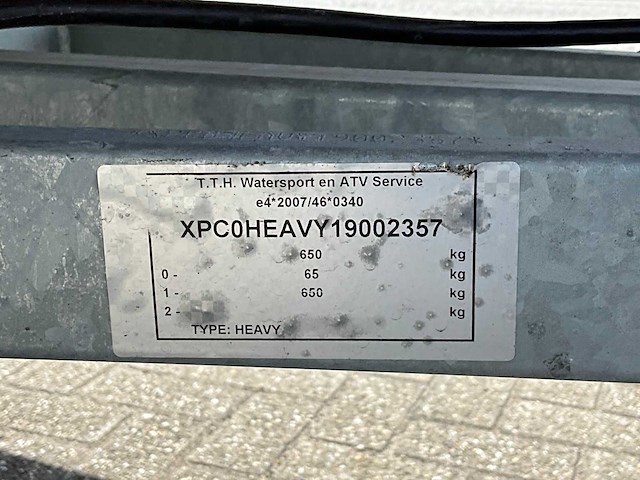 T.T.H. Watersport en ATV Service
e4*2007/46*0340
XPC0HEAVY19002357
650 kg
0 - 65 kg
1 - 650 kg
2 - kg
TYPE: HEAVY